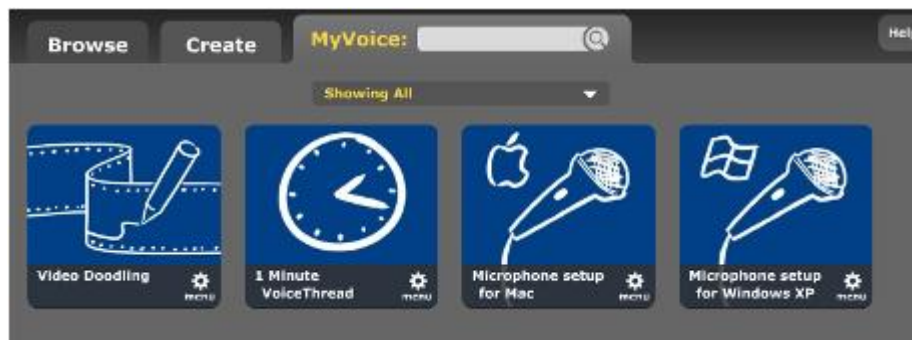 Browse
Create
MyVoice:
Help
Showing All
Video Doodling
menu
1 Minute
VoiceThread
menu
Microphone setup
for Mac
menu
Microphone setup
for Windows XP
menu